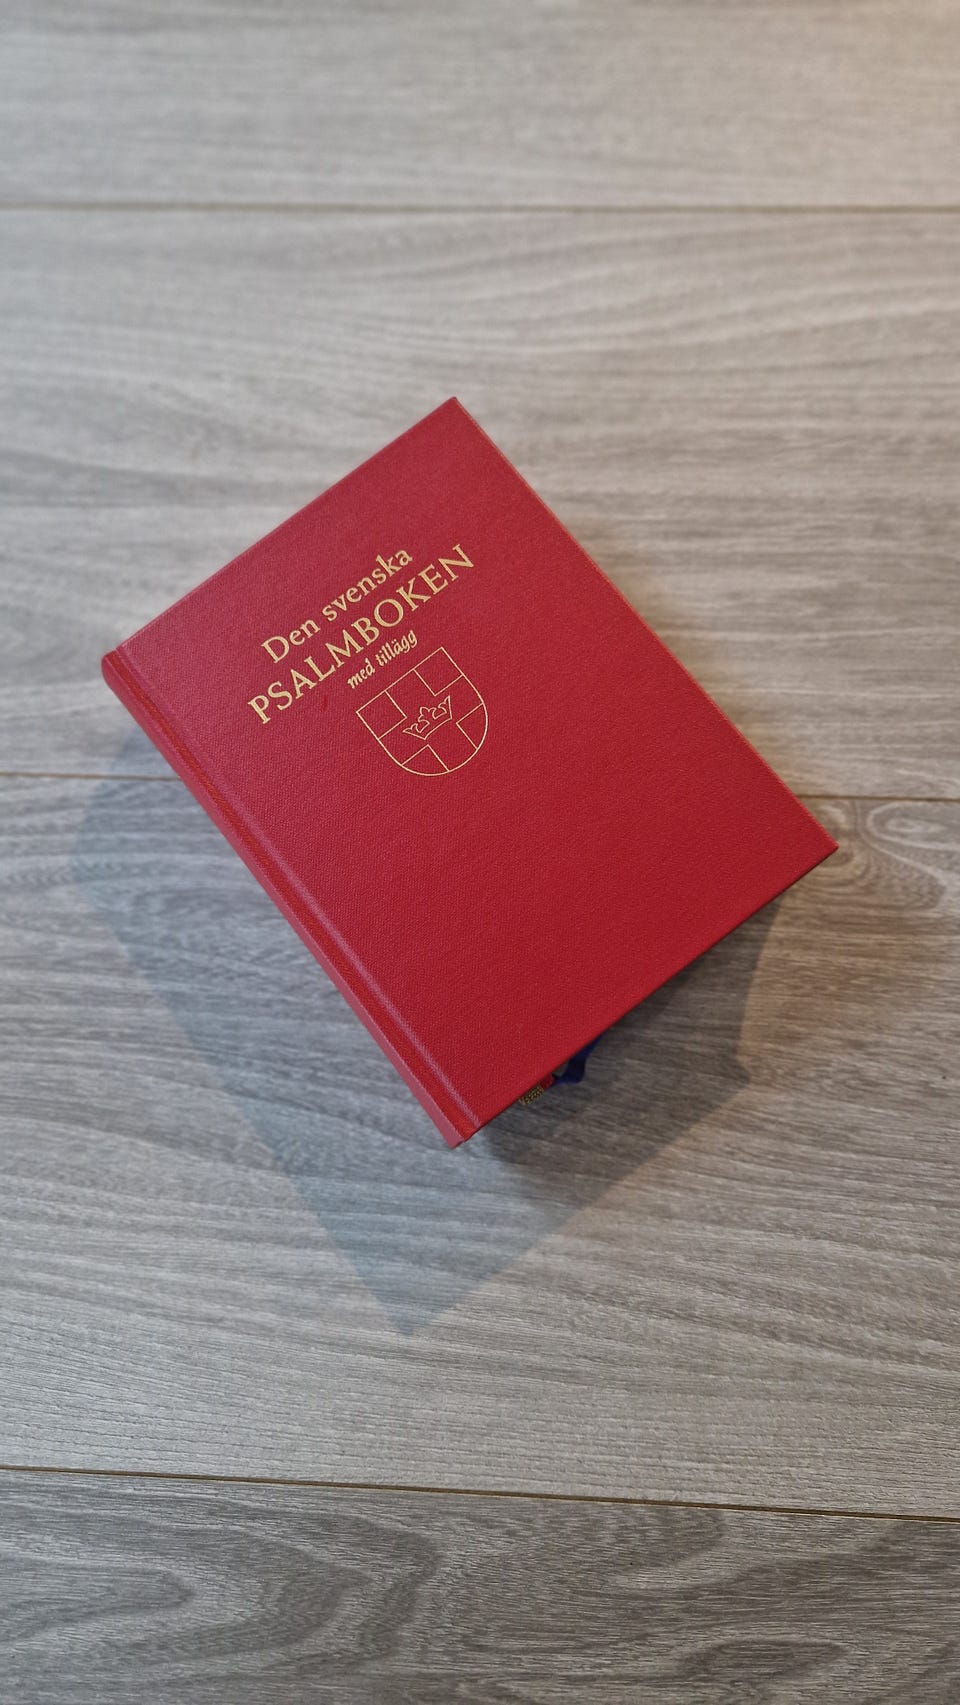 Den svenska
PSALMBOKEN
med tillägg